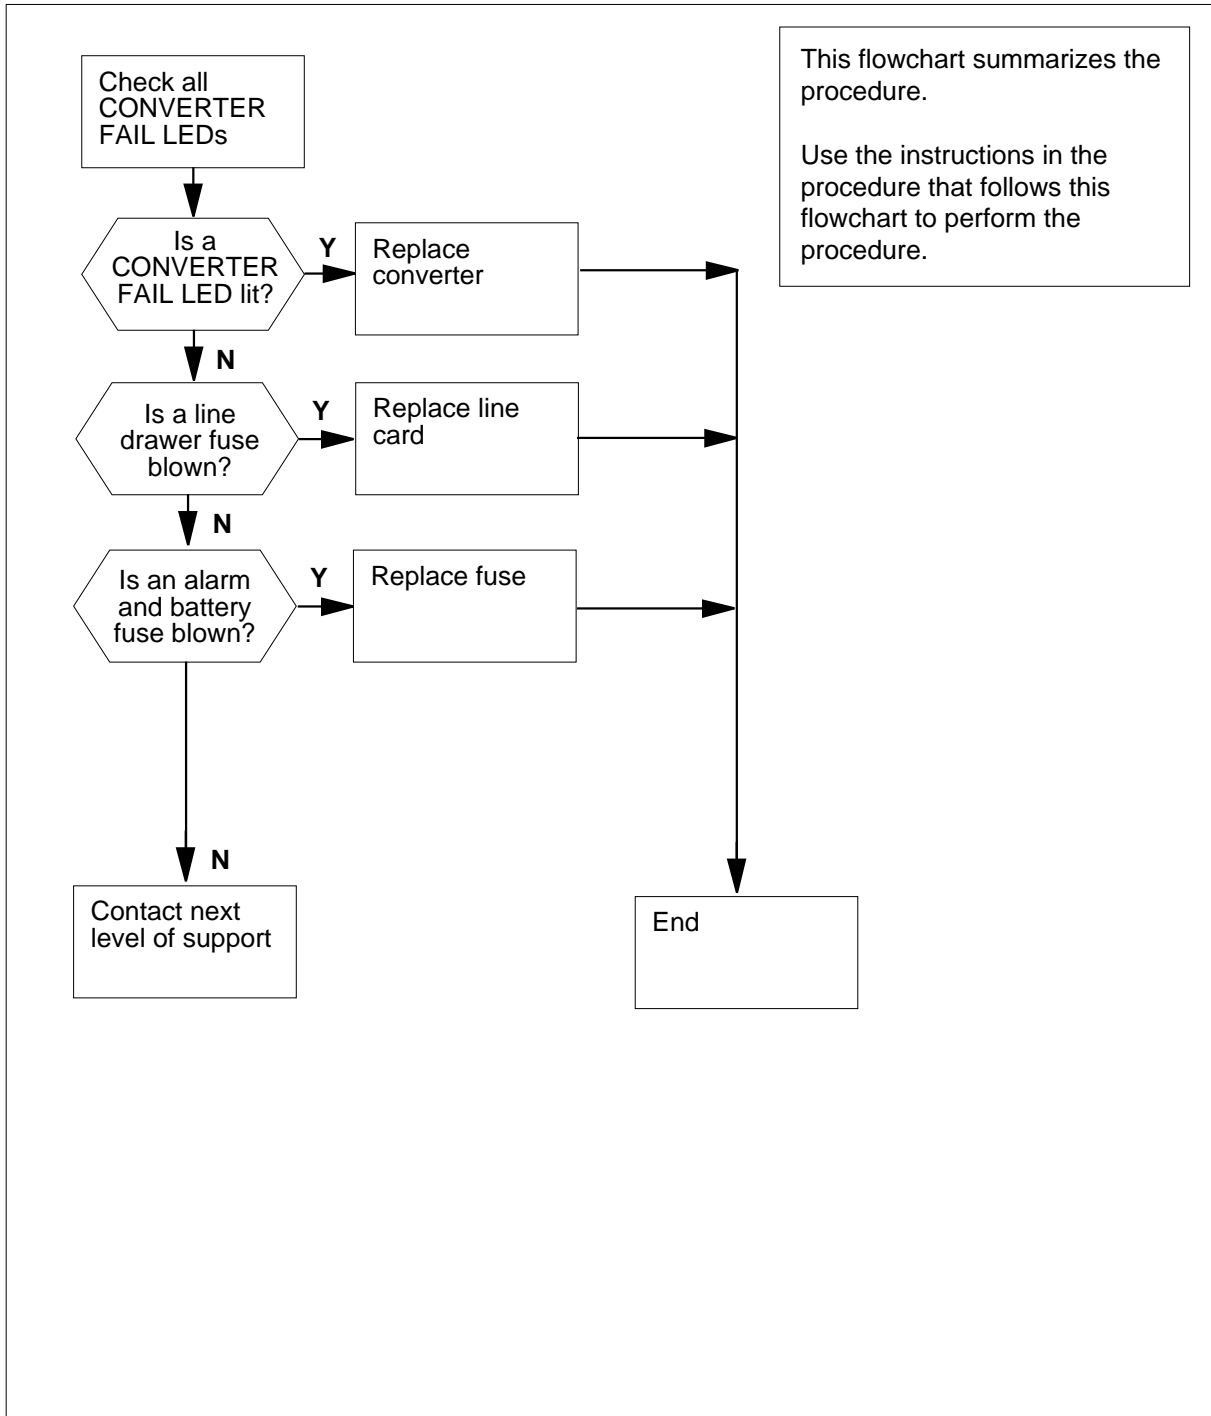 Check all
CONVERTER
FAIL LEDs
This flowchart summarizes the
procedure.
Use the instructions in the
procedure that follows this
flowchart to perform the
procedure.
Is a
CONVERTER
FAIL LED lit?
Y
Replace
converter
N
Is a line
drawer fuse
blown?
Y
Replace line
card
N
Is an alarm
and battery
fuse blown?
Y
Replace fuse
N
Contact next
level of support
End